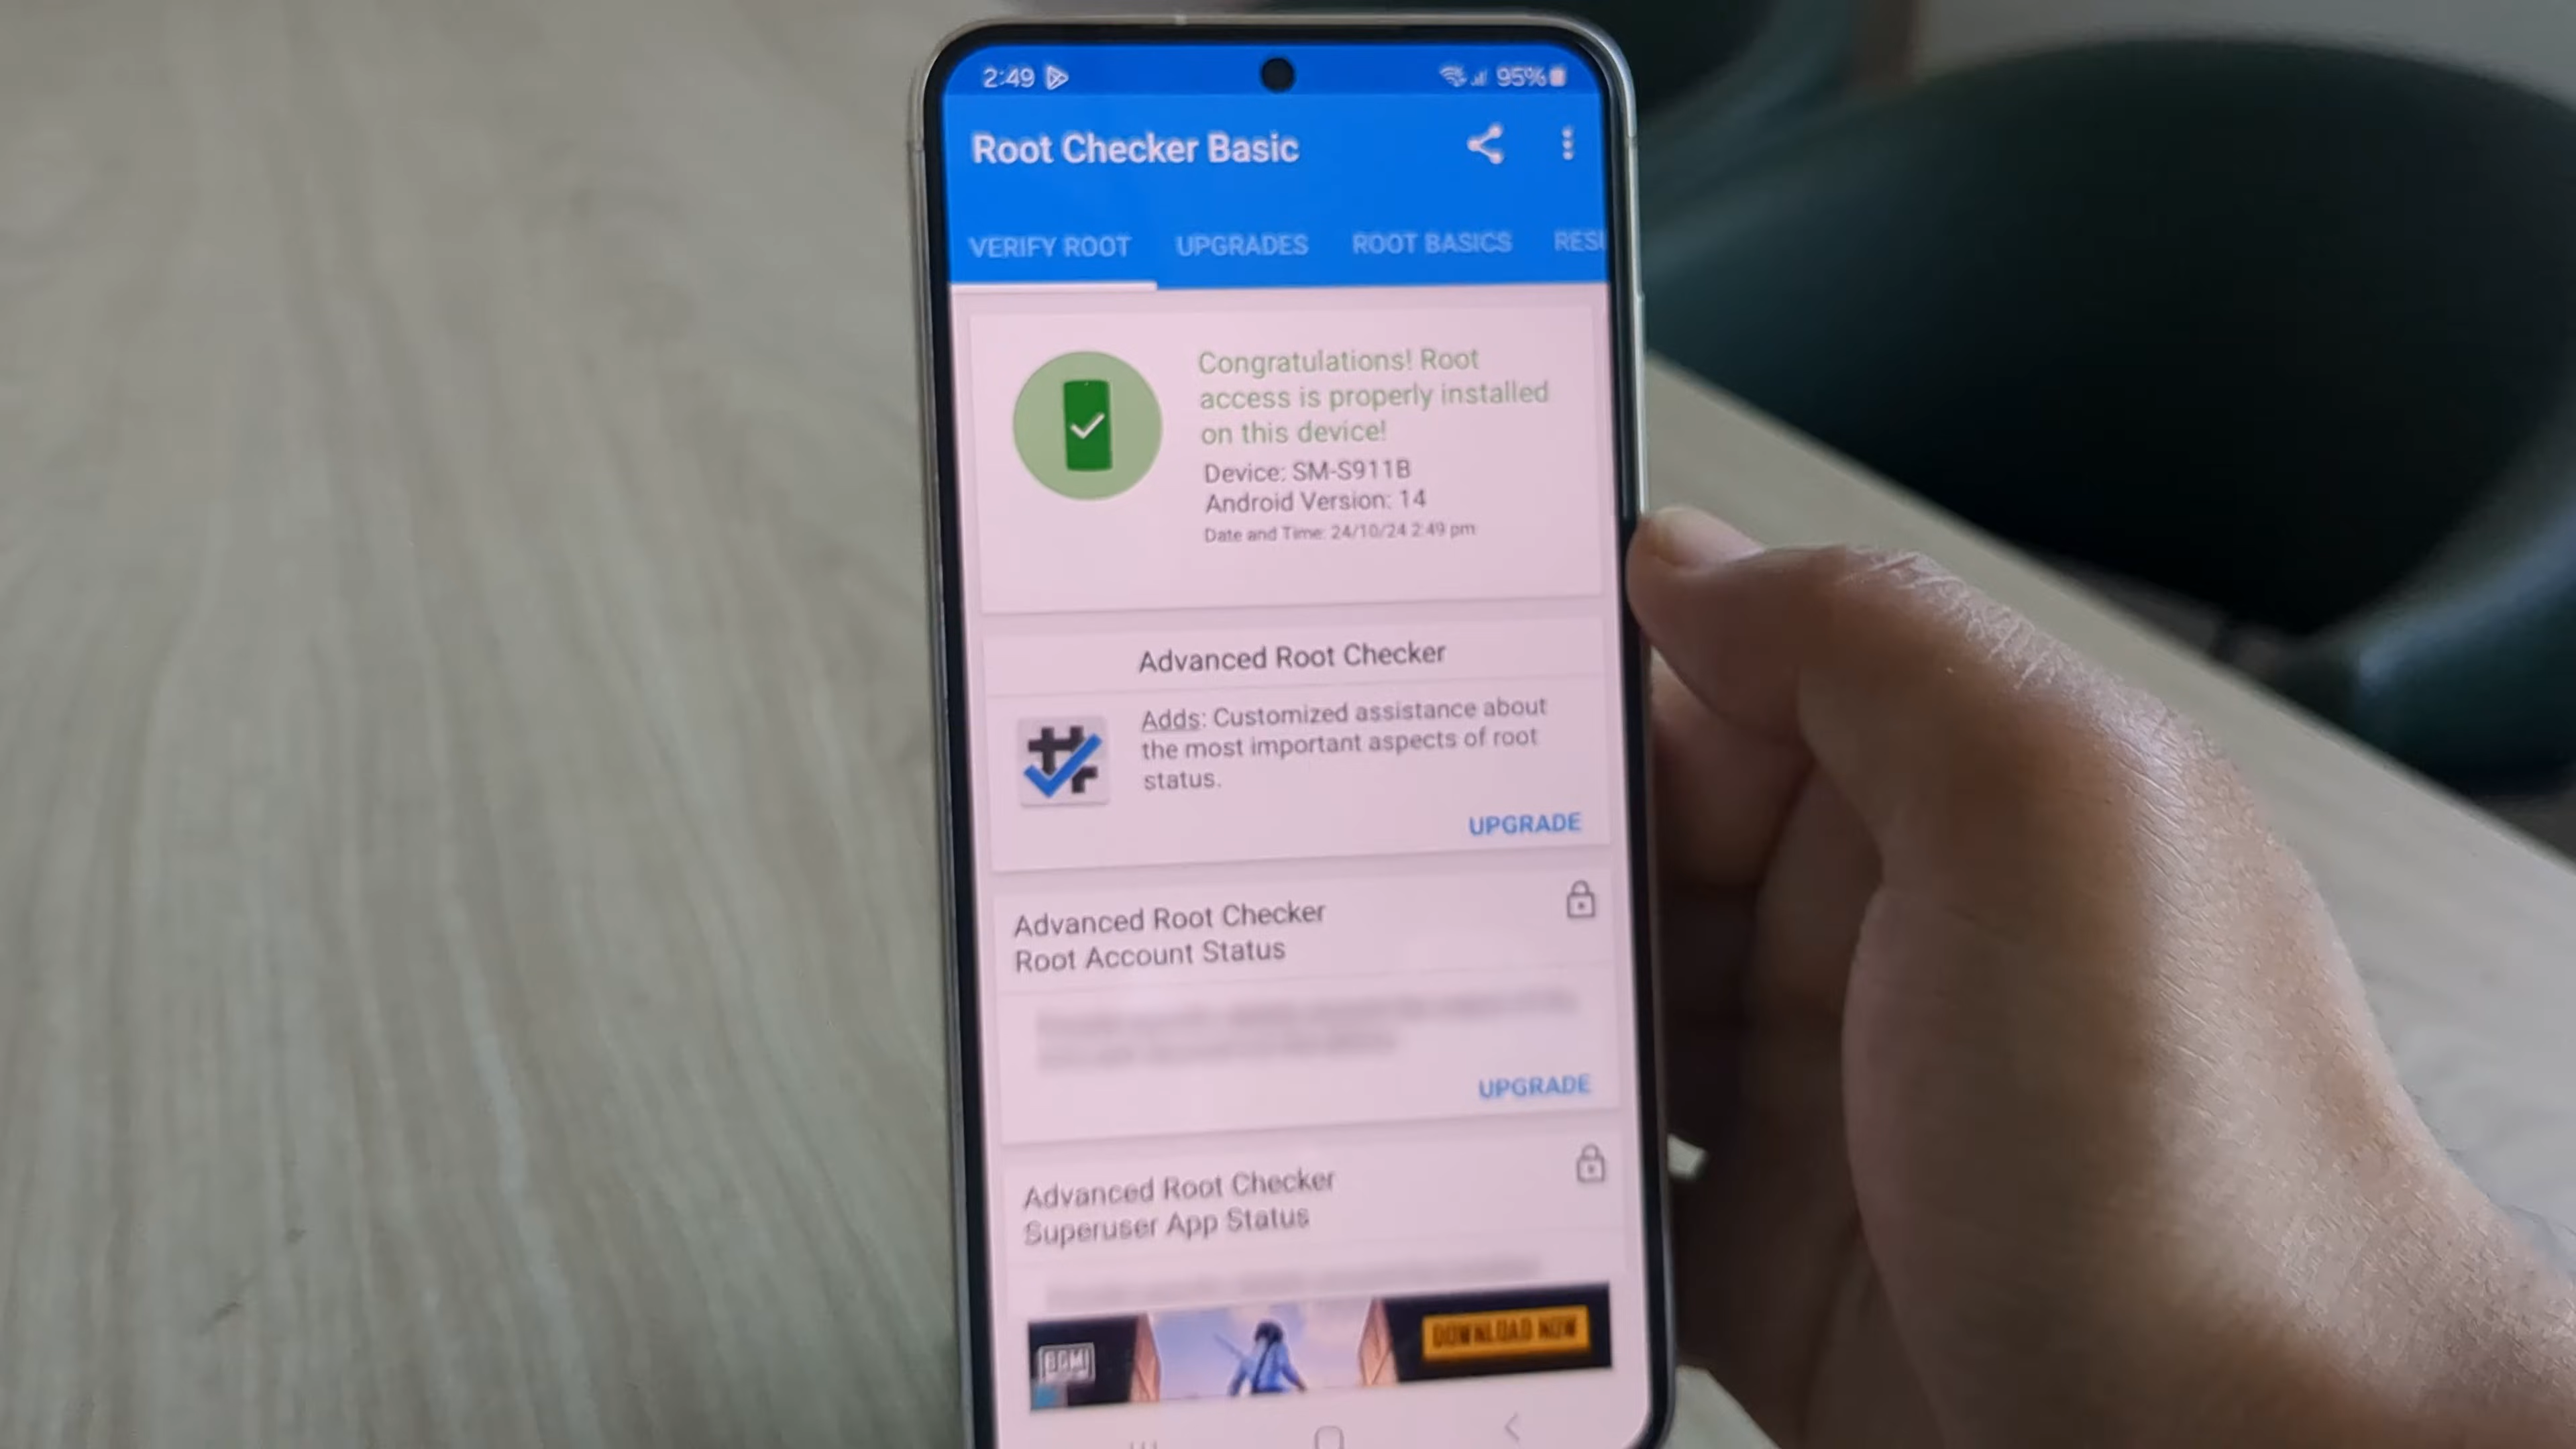 2:49
95%
Root Checker Basic
VERIFY ROOT UPGRADES ROOT BASICS RESU
Congratulations! Root
access is properly installed
on this device!
Device: SM-S911B
Android Version: 14
Date and Time: 24/10/24 2:49 pm
Advanced Root Checker
Adds: Customized assistance about
the most important aspects of root
status.
UPGRADE
Advanced Root Checker
Root Account Status
UPGRADE
Advanced Root Checker
Superuser App Status
BGMI
DOWNLOAD NOW